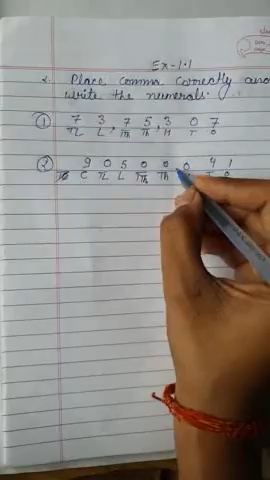 Ex-1.1
2. Place comma correctly and
write the numerals.
① 7 3, 7 5, 3 0 7
TL L TTh Th H T O
② 9 0 5 0 0 0 4 1
C TL L TTh Th T O